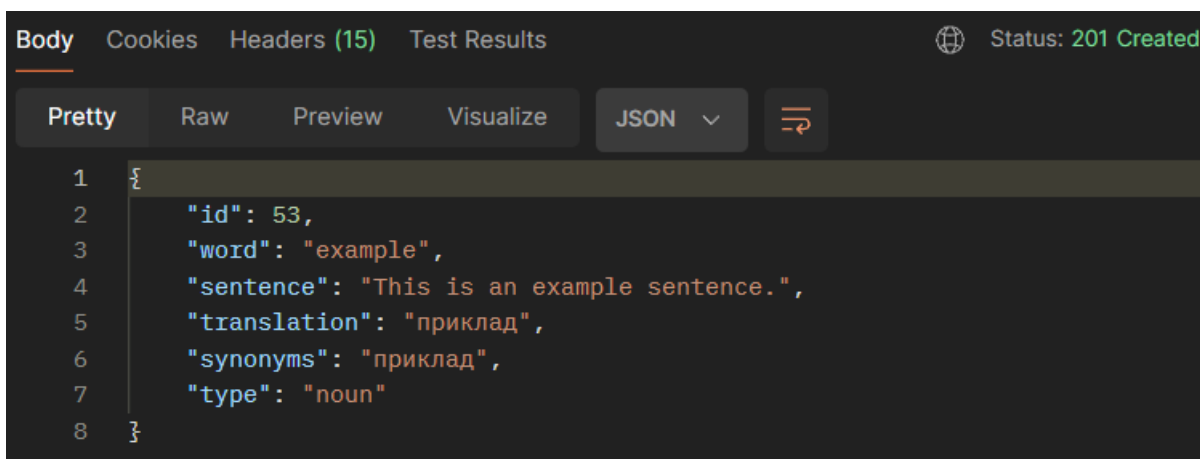 Body Cookies Headers (15) Test Results Status: 201 Created
Pretty Raw Preview Visualize JSON
1 {
2 "id": 53,
3 "word": "example",
4 "sentence": "This is an example sentence.",
5 "translation": "приклад",
6 "synonyms": "приклад",
7 "type": "noun"
8 }